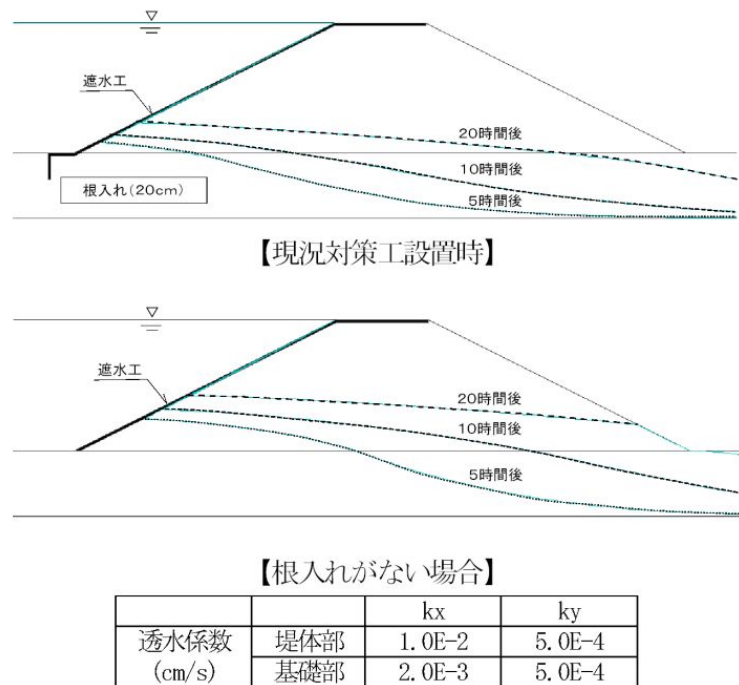 遮水工
20時間後
10時間後
5時間後
根入れ(20cm)
【現況対策工設置時】
遮水工
20時間後
10時間後
5時間後
【根入れがない場合】
kx ky
透水係数 堤体部 1.0E-2 5.0E-4
(cm/s) 基礎部 2.0E-3 5.0E-4